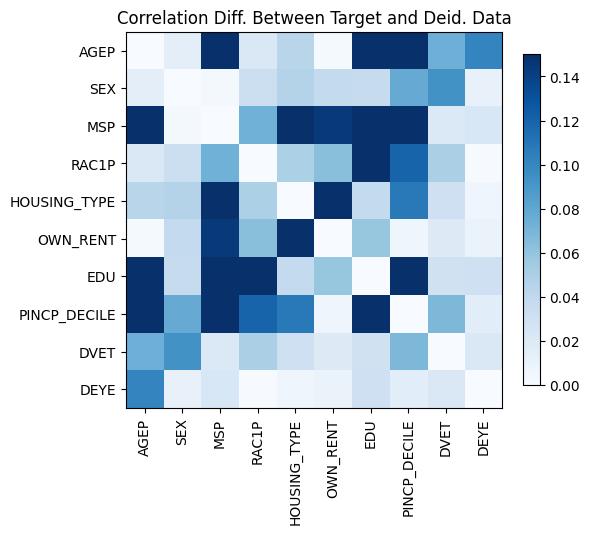 Correlation Diff. Between Target and Deid. Data
AGEP
SEX
MSP
RAC1P
HOUSING_TYPE
OWN_RENT
EDU
PINCP_DECILE
DVET
DEYE
AGEP
SEX
MSP
RAC1P
HOUSING_TYPE
OWN_RENT
EDU
PINCP_DECILE
DVET
DEYE
0.14
0.12
0.10
0.08
0.06
0.04
0.02
0.00